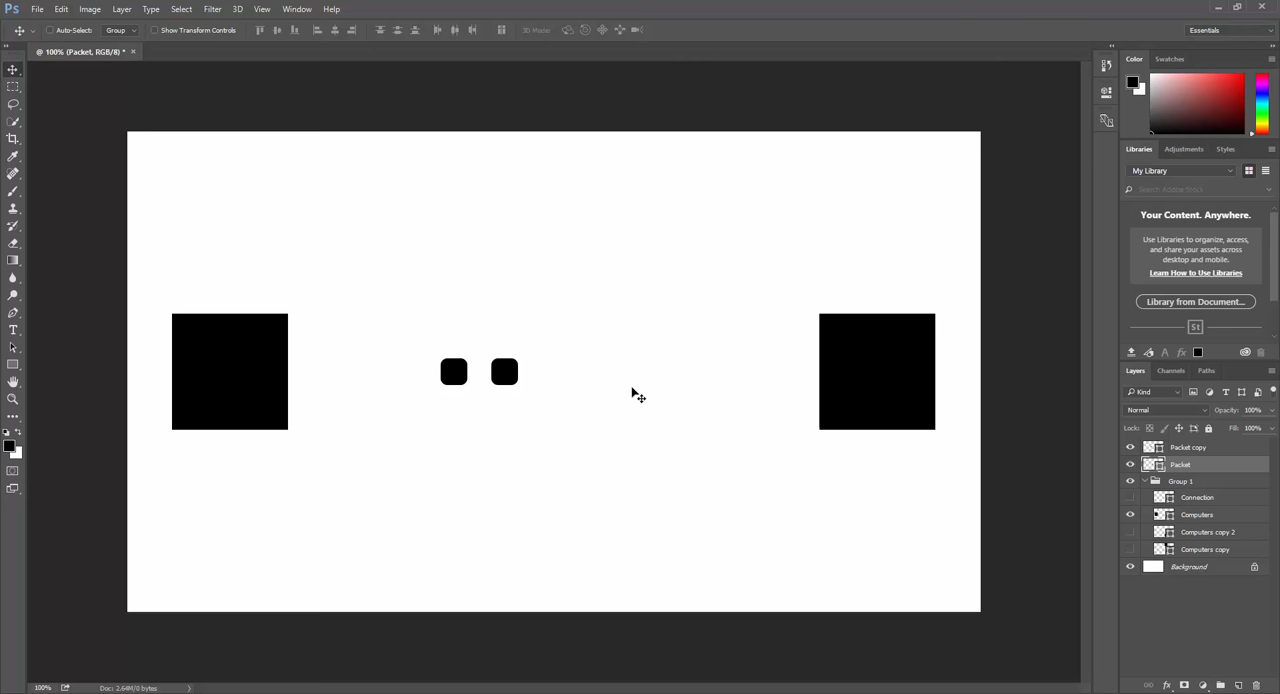 Ps File Edit Image Layer Type Select Filter 3D View Window Help
Auto-Select: Group Show Transform Controls 3D Mode: Essentials
@ 100% (Packet, RGB/8) * ×
Color Swatches
Libraries Adjustments Styles
My Library
Search Adobe Stock
Your Content. Anywhere.
Use Libraries to organize, access,
and share your assets across
desktop and mobile.
Learn How to Use Libraries
Library from Document...
St
Layers Channels Paths
Kind
Normal Opacity: 100%
Lock: Fill: 100%
Packet copy
Packet
Group 1
Connection
Computers
Computers copy 2
Computers copy
Background
100% Doc: 2.64M/0 bytes